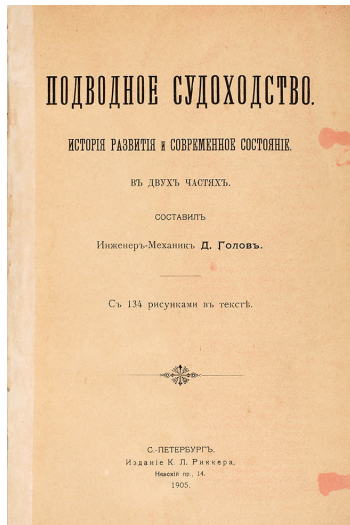 ПОДВОДНОЕ СУДОХОДСТВО.
ИСТОРІЯ РАЗВИТІЯ и СОВРЕМЕННОЕ СОСТОЯНІЕ.
ВЪ ДВУХЪ ЧАСТЯХЪ.
СОСТАВИЛЪ
Инженеръ-Механикъ Д. Головъ.
Съ 134 рисунками въ текстѣ.
С.-ПЕТЕРБУРГЪ.
Изданіе К. Л. Риккера.
Невскій пр., 14.
1905.